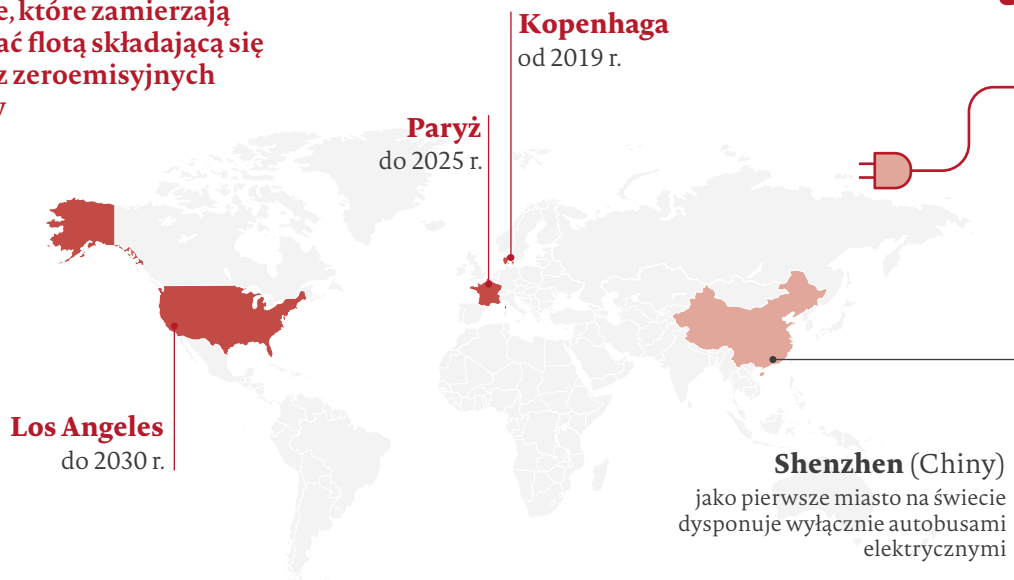 e, które zamierzają
ać flotą składającą się
z zeroemisyjnych
y
Kopenhaga
od 2019 r.
Paryż
do 2025 r.
Los Angeles
do 2030 r.
Shenzhen (Chiny)
jako pierwsze miasto na świecie
dysponuje wyłącznie autobusami
elektrycznymi